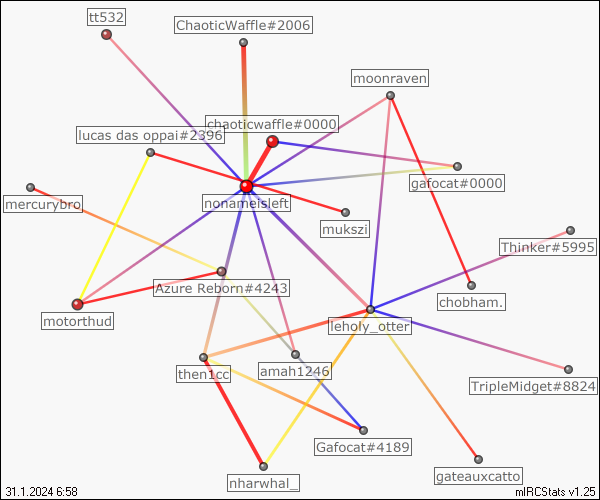 tt532
ChaoticWaffle#2006
moonraven
chaoticwaffle#0000
lucas das oppai#2396
gafocat#0000
mercurybro
nonameisleft
mukszi
Thinker#5995
Azure Reborn#4243
chobham.
motorthud
leholy_otter
then1cc
amah1246
TripleMidget#8824
Gafocat#4189
nharwhal_
gateauxcatto
31.1.2024 6:58
mIRCStats v1.25